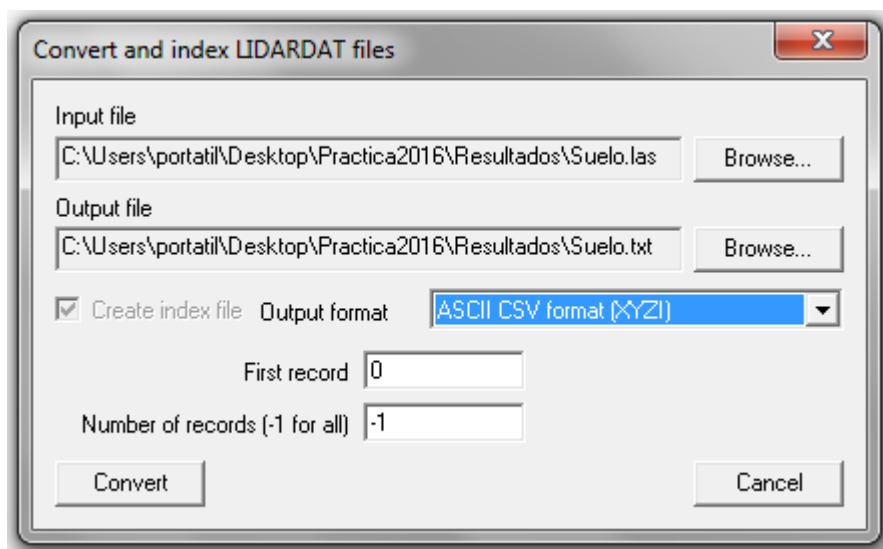 Convert and index LIDARDAT files
Input file
C:\Users\portatil\Desktop\Practica2016\Resultados\Suelo.las
Browse...
Output file
C:\Users\portatil\Desktop\Practica2016\Resultados\Suelo.txt
Browse...
Create index file Output format ASCII CSV format (XYZI)
First record 0
Number of records (-1 for all) -1
Convert Cancel